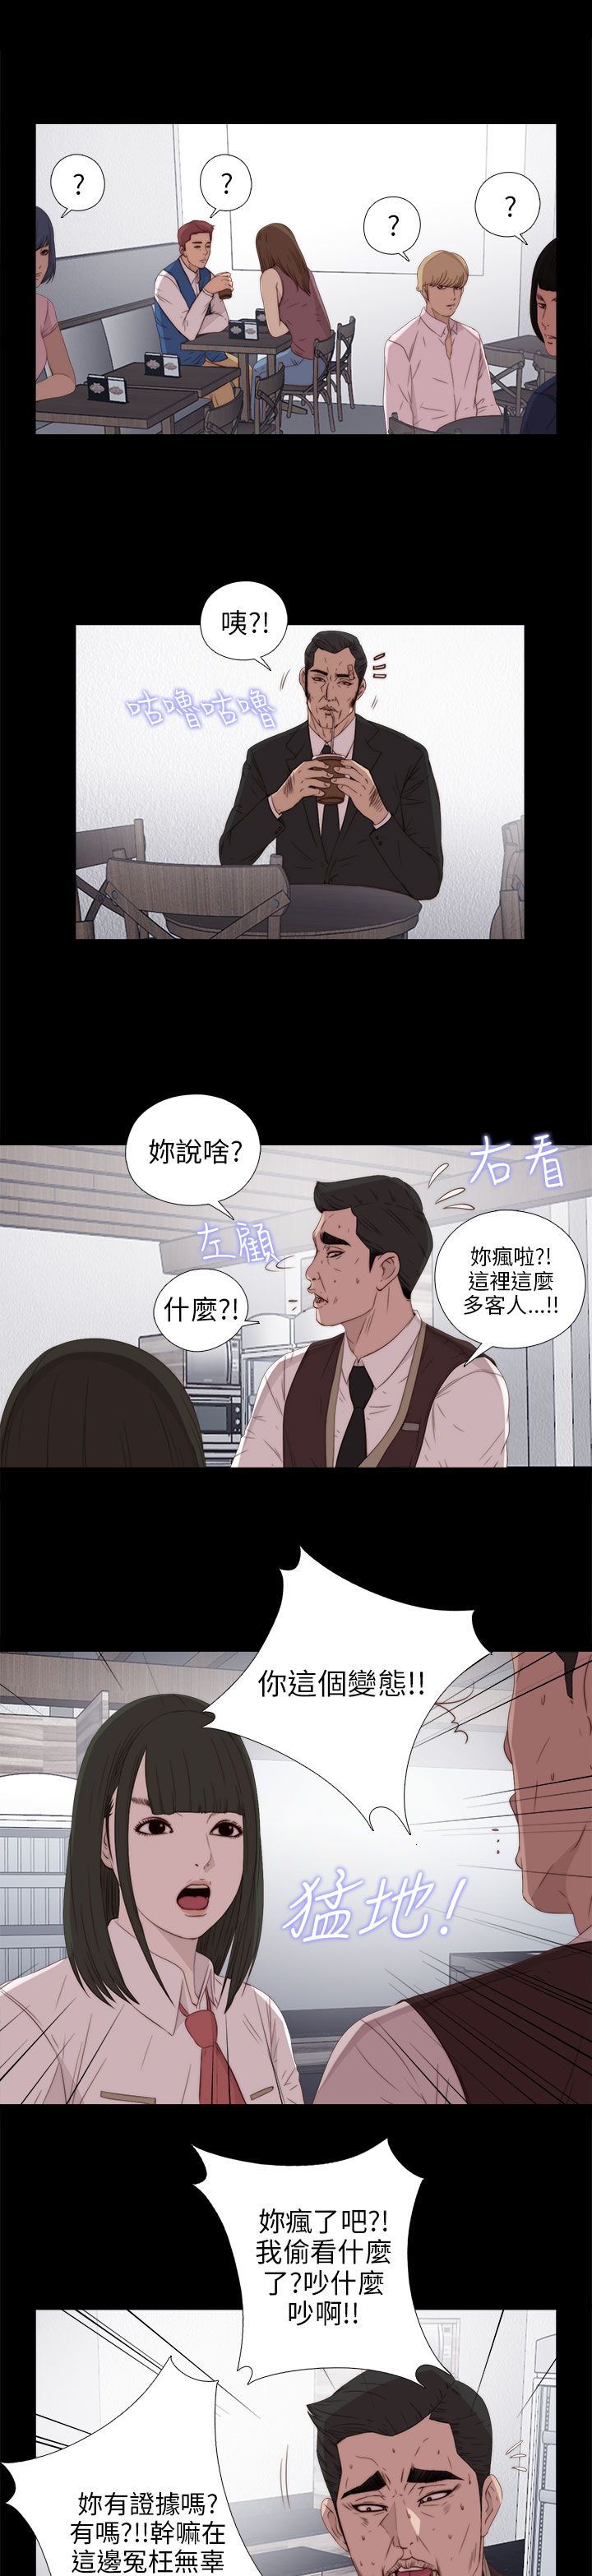 ?
?
?
?
咦?!
咕嚕咕嚕
妳說啥?
右看
左顧
什麼?!
妳瘋啦?!
這裡這麼
多客人...!!
你這個變態!!
猛地!
妳瘋了吧?!
我偷看什麼
了?吵什麼
吵啊!!
妳有證據嗎?
有嗎?!!幹嘛在
這邊冤枉無辜